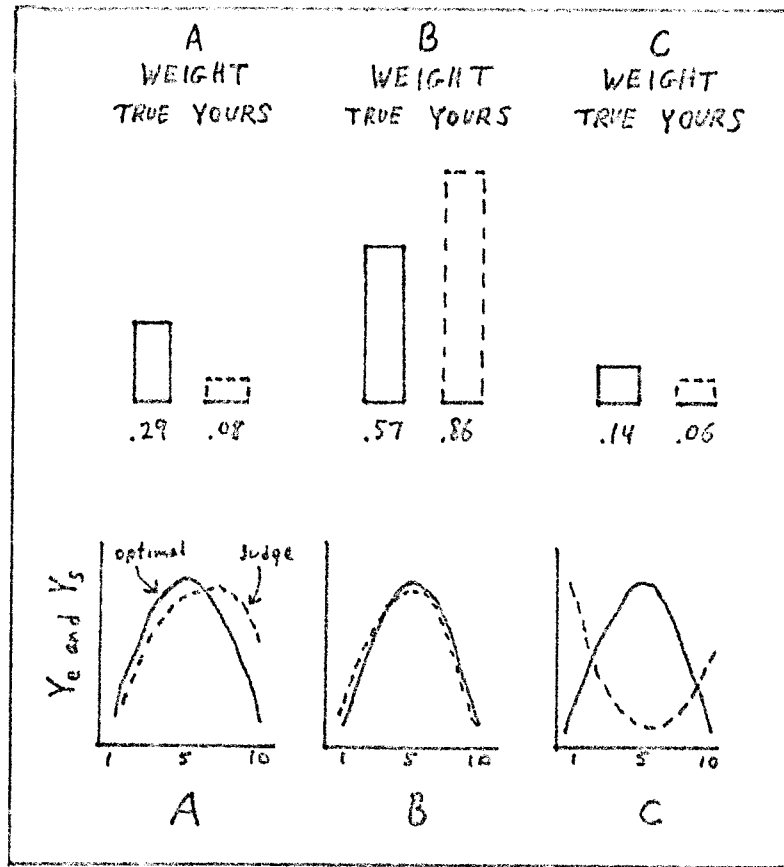 A B C
WEIGHT WEIGHT WEIGHT
TRUE YOURS TRUE YOURS TRUE YOURS
.29 .08 .57 .86 .14 .06
optimal Judge
Ye and Ys
1 5 10 1 5 10 1 5 10
A B C